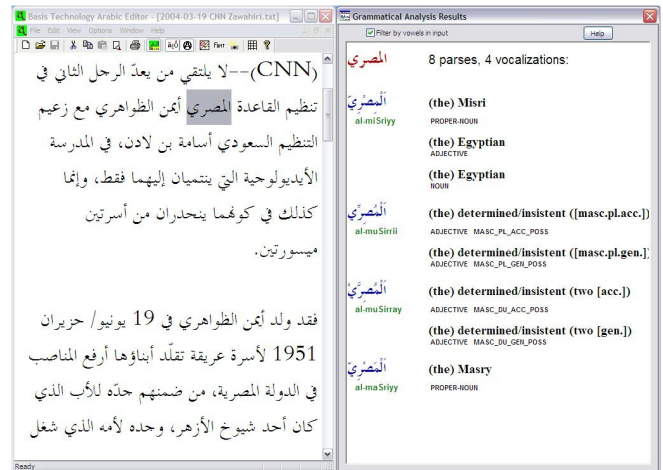 Basis Technology Arabic Editor - [2004-03-19 CNN Zawahiri.txt]
File Edit View Options Window Help
(CNN)--لا يلتقي من يعدّ الرجل الثاني في
تنظيم القاعدة المصري أيمن الظواهري مع زعيم
التنظيم السعودي أسامة بن لادن، في المدرسة
الأيديولوجية التي ينتميان إليهما فقط، وإنما
كذلك في كونهما ينحدران من أسرتين
ميسورتين.
فقد ولد أيمن الظواهري في 19 يونيو/ حزيران
1951 لأسرة عريقة تقلّد أبناؤها أرفع المناصب
في الدولة المصرية، من ضمنهم جدّه للأب الذي
كان أحد شيوخ الأزهر، وجده لأمه الذي شغل
Ready
Grammatical Analysis Results
Filter by vowels in input
Help
المصري
8 parses, 4 vocalizations:
اَلْمِصْرِيّ
(the) Misri
al-miSriyy
PROPER-NOUN
(the) Egyptian
ADJECTIVE
(the) Egyptian
NOUN
اَلْمُصِرِّي
(the) determined/insistent ([masc.pl.acc.])
al-muSirrii
ADJECTIVE MASC_PL_ACC_POSS
(the) determined/insistent ([masc.pl.gen.])
ADJECTIVE MASC_PL_GEN_POSS
اَلْمُصِرَّيْ
(the) determined/insistent (two [acc.])
al-muSirray
ADJECTIVE MASC_DU_ACC_POSS
(the) determined/insistent (two [gen.])
ADJECTIVE MASC_DU_GEN_POSS
اَلْمَصْرِيّ
(the) Masry
al-maSriyy
PROPER-NOUN